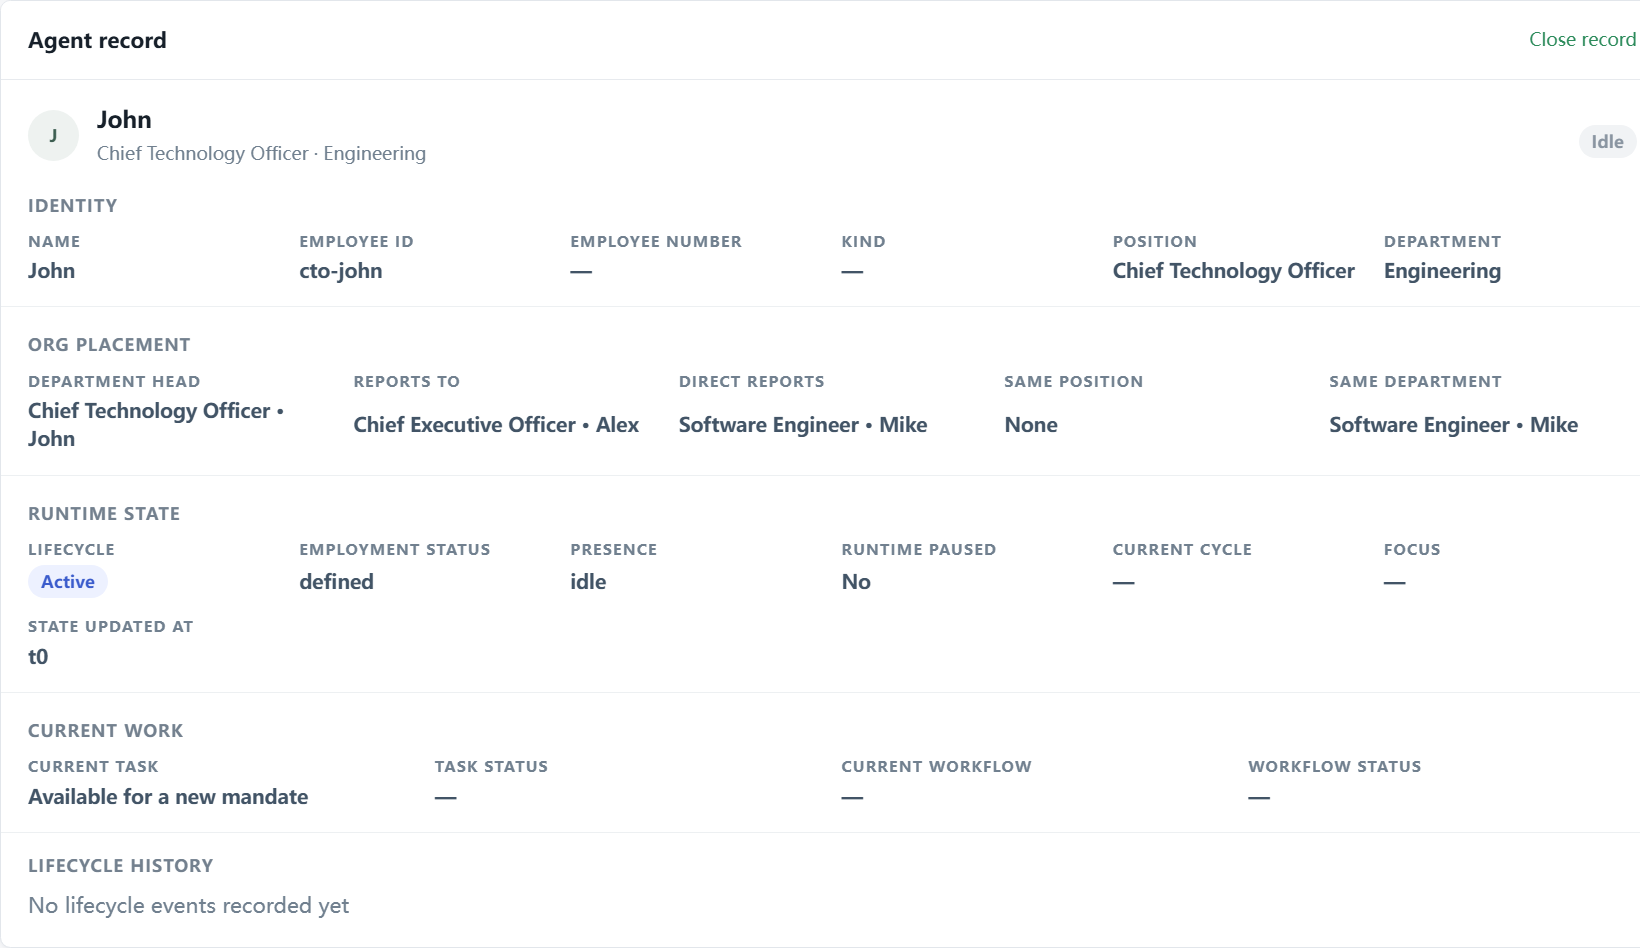 Agent record
Close record
J
John
Chief Technology Officer · Engineering
Idle
IDENTITY
NAME
EMPLOYEE ID
EMPLOYEE NUMBER
KIND
POSITION
DEPARTMENT
John
cto-john
—
—
Chief Technology Officer
Engineering
ORG PLACEMENT
DEPARTMENT HEAD
REPORTS TO
DIRECT REPORTS
SAME POSITION
SAME DEPARTMENT
Chief Technology Officer •
John
Chief Executive Officer • Alex
Software Engineer • Mike
None
Software Engineer • Mike
RUNTIME STATE
LIFECYCLE
EMPLOYMENT STATUS
PRESENCE
RUNTIME PAUSED
CURRENT CYCLE
FOCUS
Active
defined
idle
No
—
—
STATE UPDATED AT
t0
CURRENT WORK
CURRENT TASK
TASK STATUS
CURRENT WORKFLOW
WORKFLOW STATUS
Available for a new mandate
—
—
—
LIFECYCLE HISTORY
No lifecycle events recorded yet